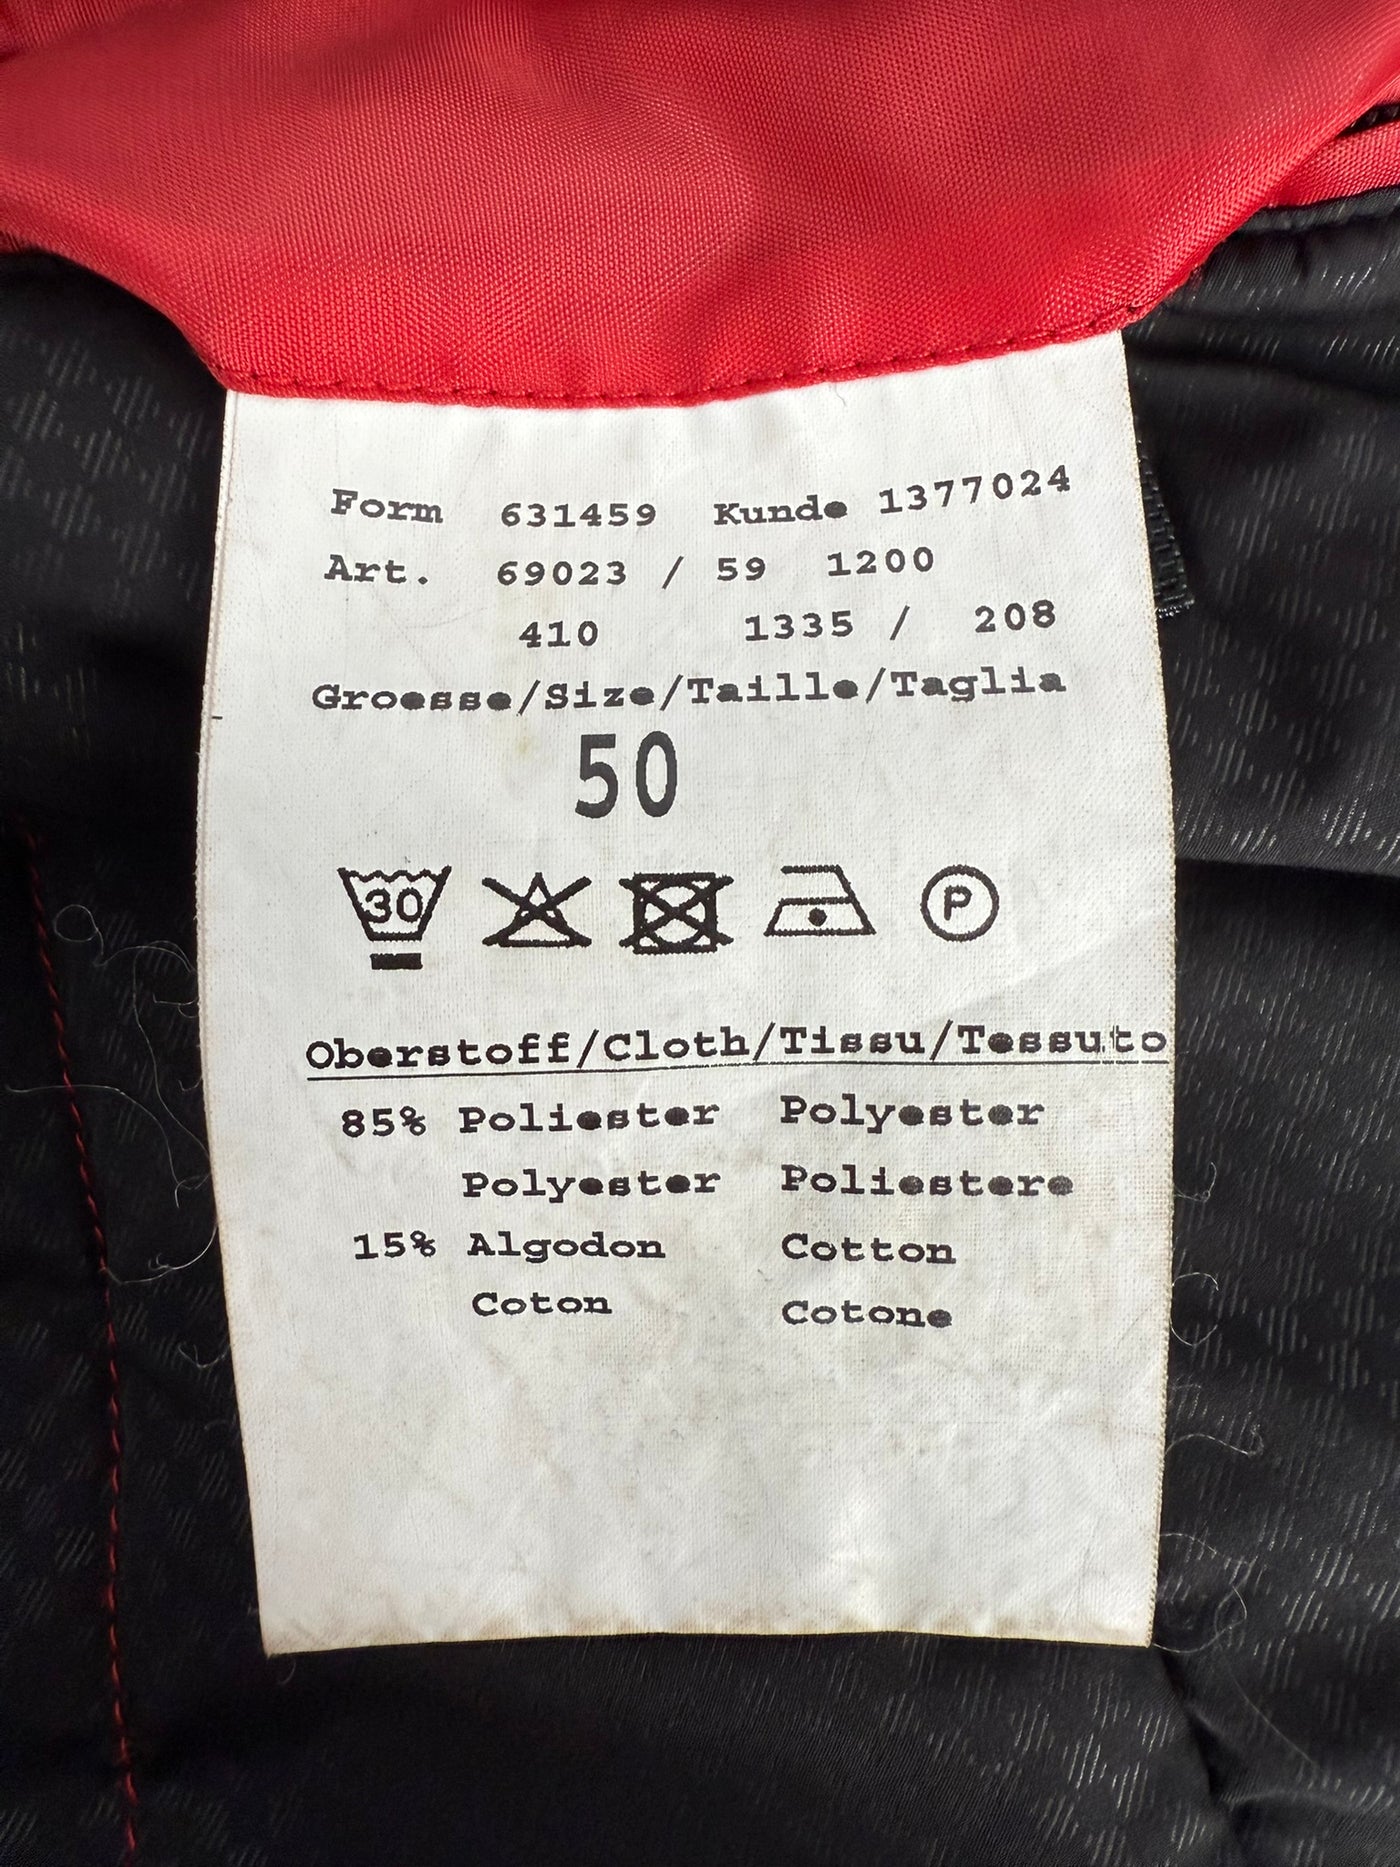 Form 631459 Kunde 1377024
Art. 69023 / 59 1200
410 1335 / 208
Groesse/Size/Taille/Taglia
50
30
P
Oberstoff/Cloth/Tissu/Tessuto
85% Poliester Polyester
Polyester Poliestere
15% Algodon Cotton
Coton Cotone